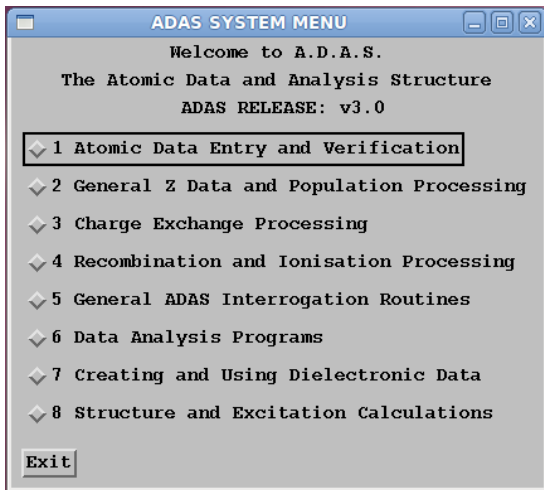 ADAS SYSTEM MENU
Welcome to A.D.A.S.
The Atomic Data and Analysis Structure
ADAS RELEASE: v3.0
1 Atomic Data Entry and Verification
2 General Z Data and Population Processing
3 Charge Exchange Processing
4 Recombination and Ionisation Processing
5 General ADAS Interrogation Routines
6 Data Analysis Programs
7 Creating and Using Dielectronic Data
8 Structure and Excitation Calculations
Exit